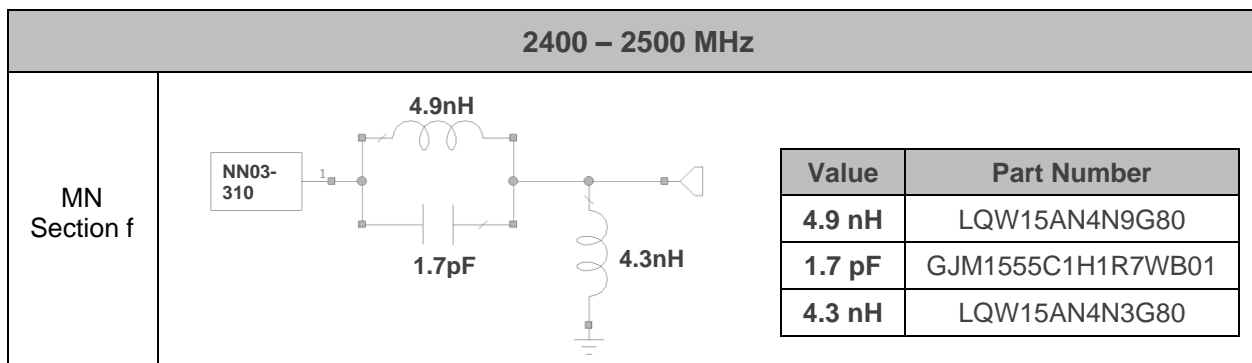 2400 – 2500 MHz
MN
Section f
NN03-
310
1
4.9nH
1.7pF
4.3nH
Value Part Number
4.9 nH LQW15AN4N9G80
1.7 pF GJM1555C1H1R7WB01
4.3 nH LQW15AN4N3G80